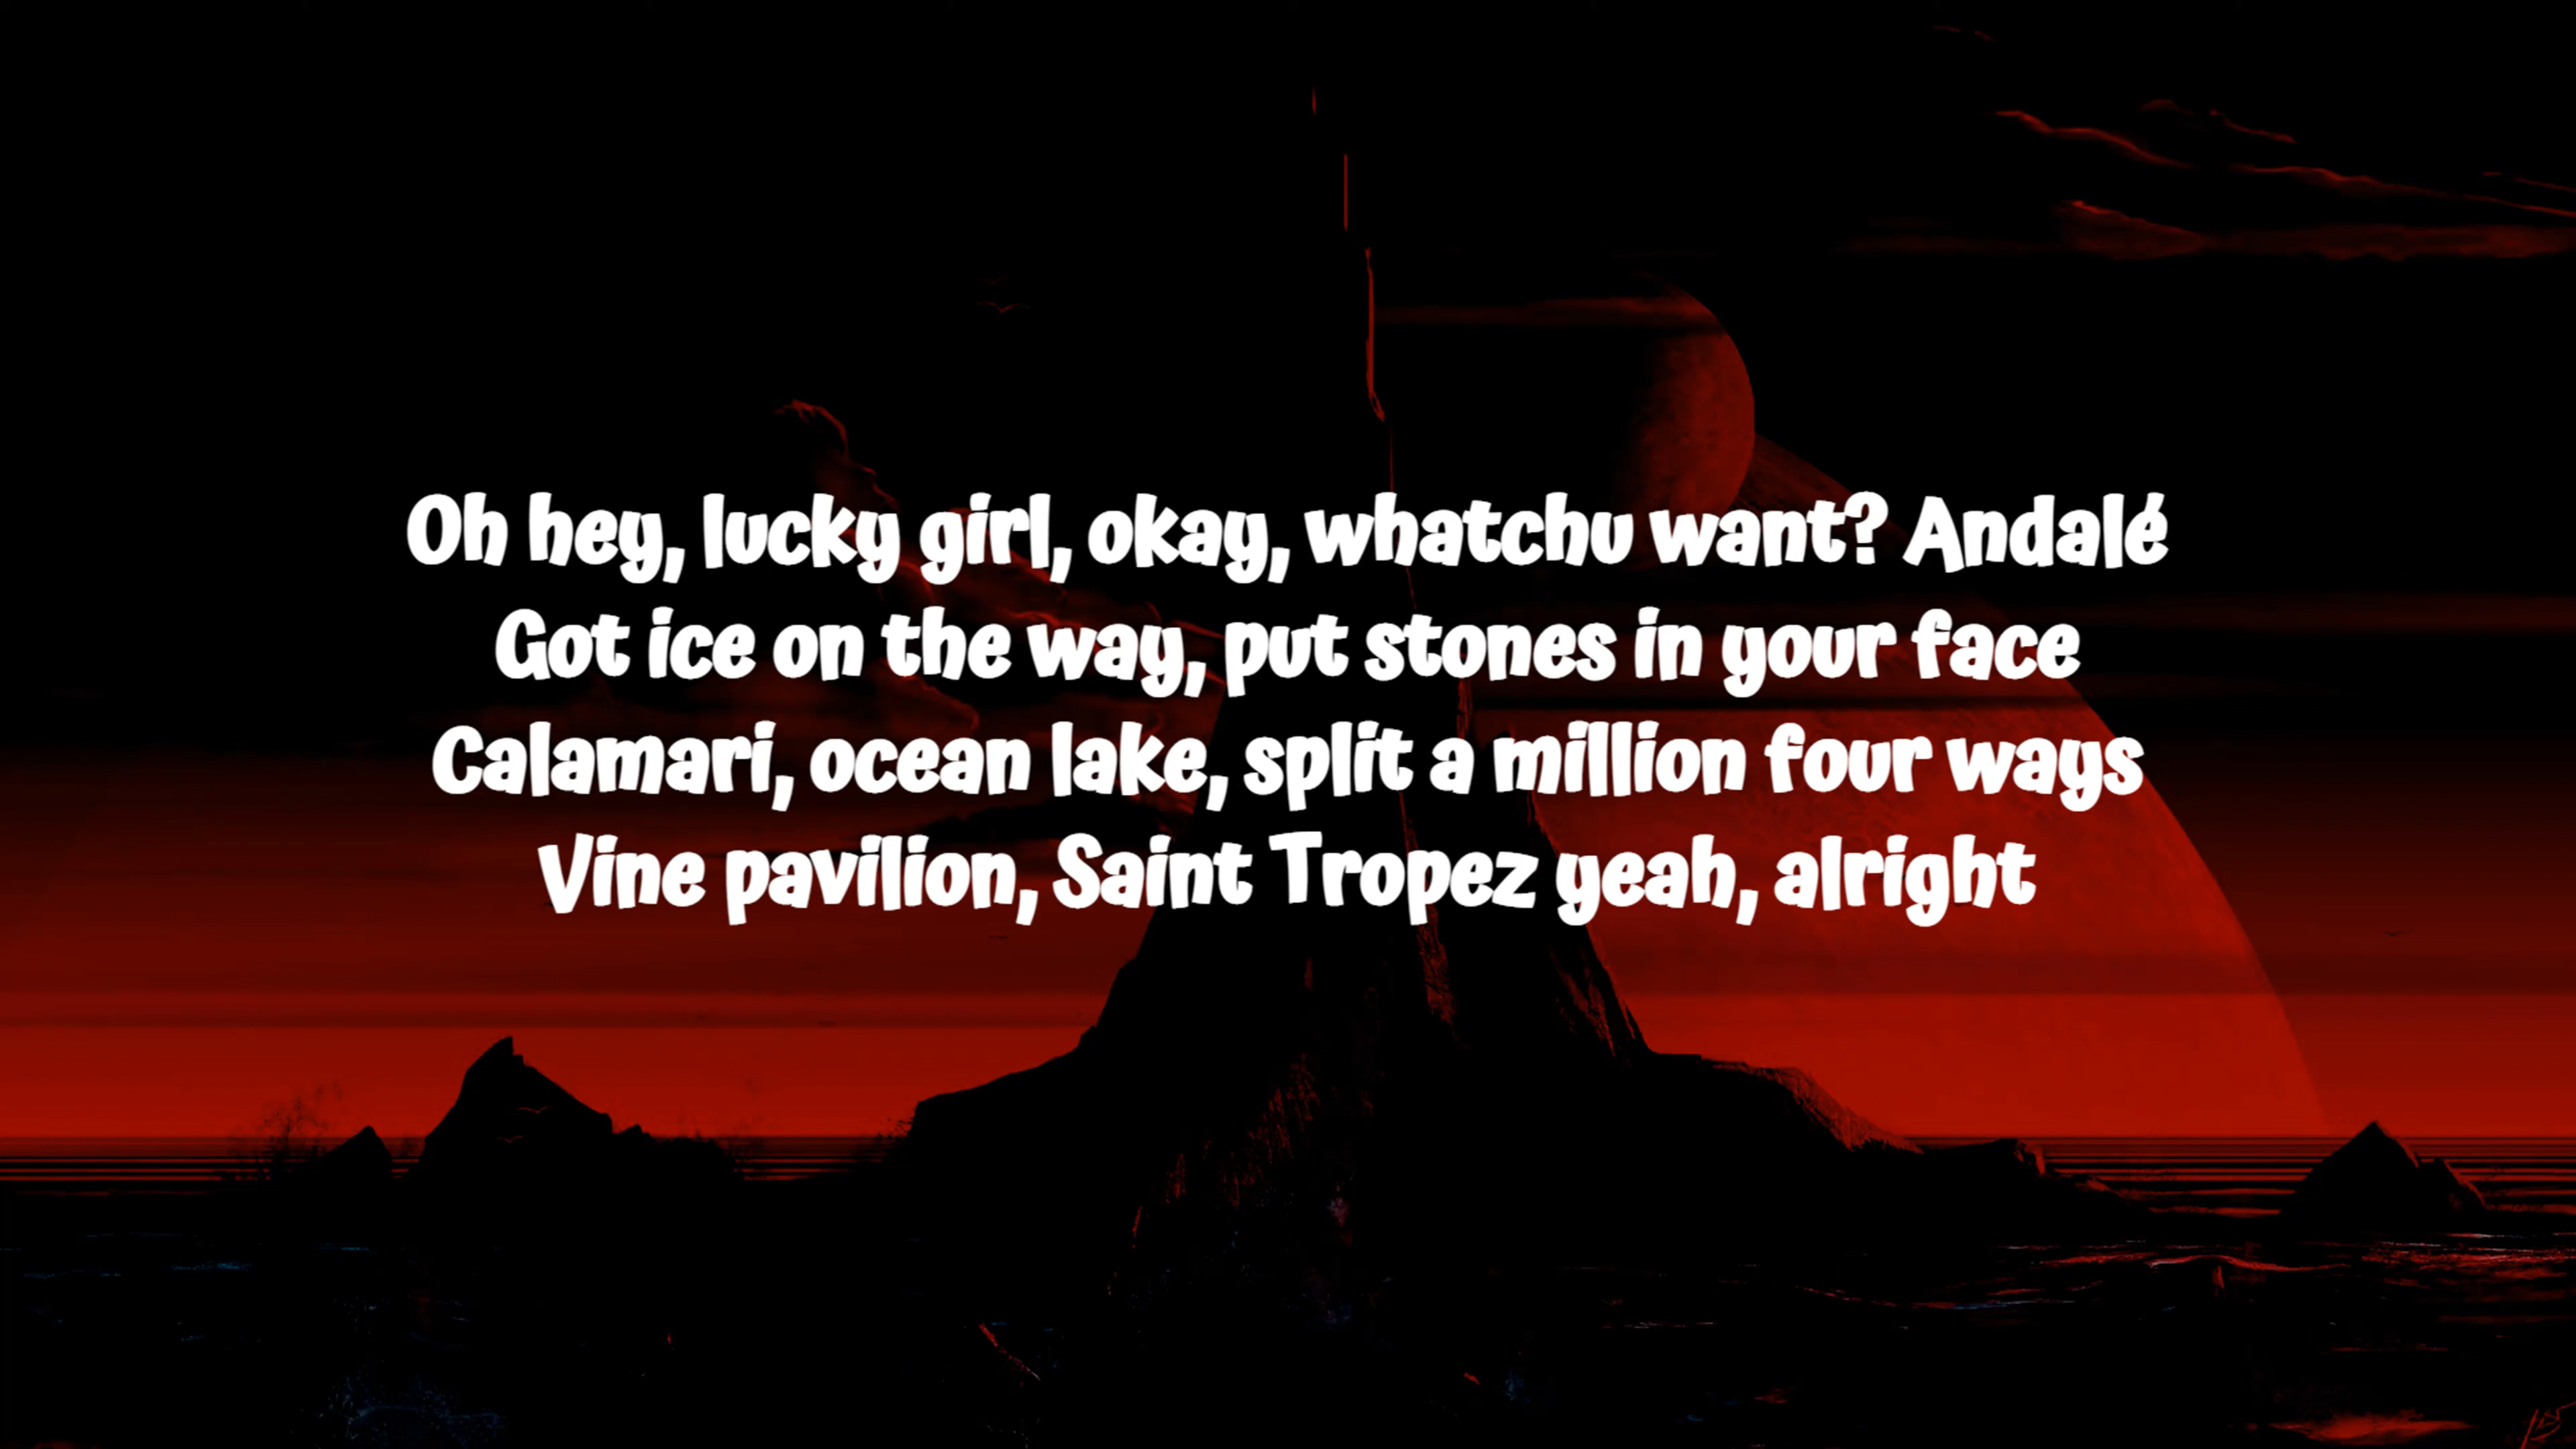 Oh hey, lucky girl, okay, whatchu want? Andalé
Got ice on the way, put stones in your face
Calamari, ocean lake, split a million four ways
Vine pavilion, Saint Tropez yeah, alright